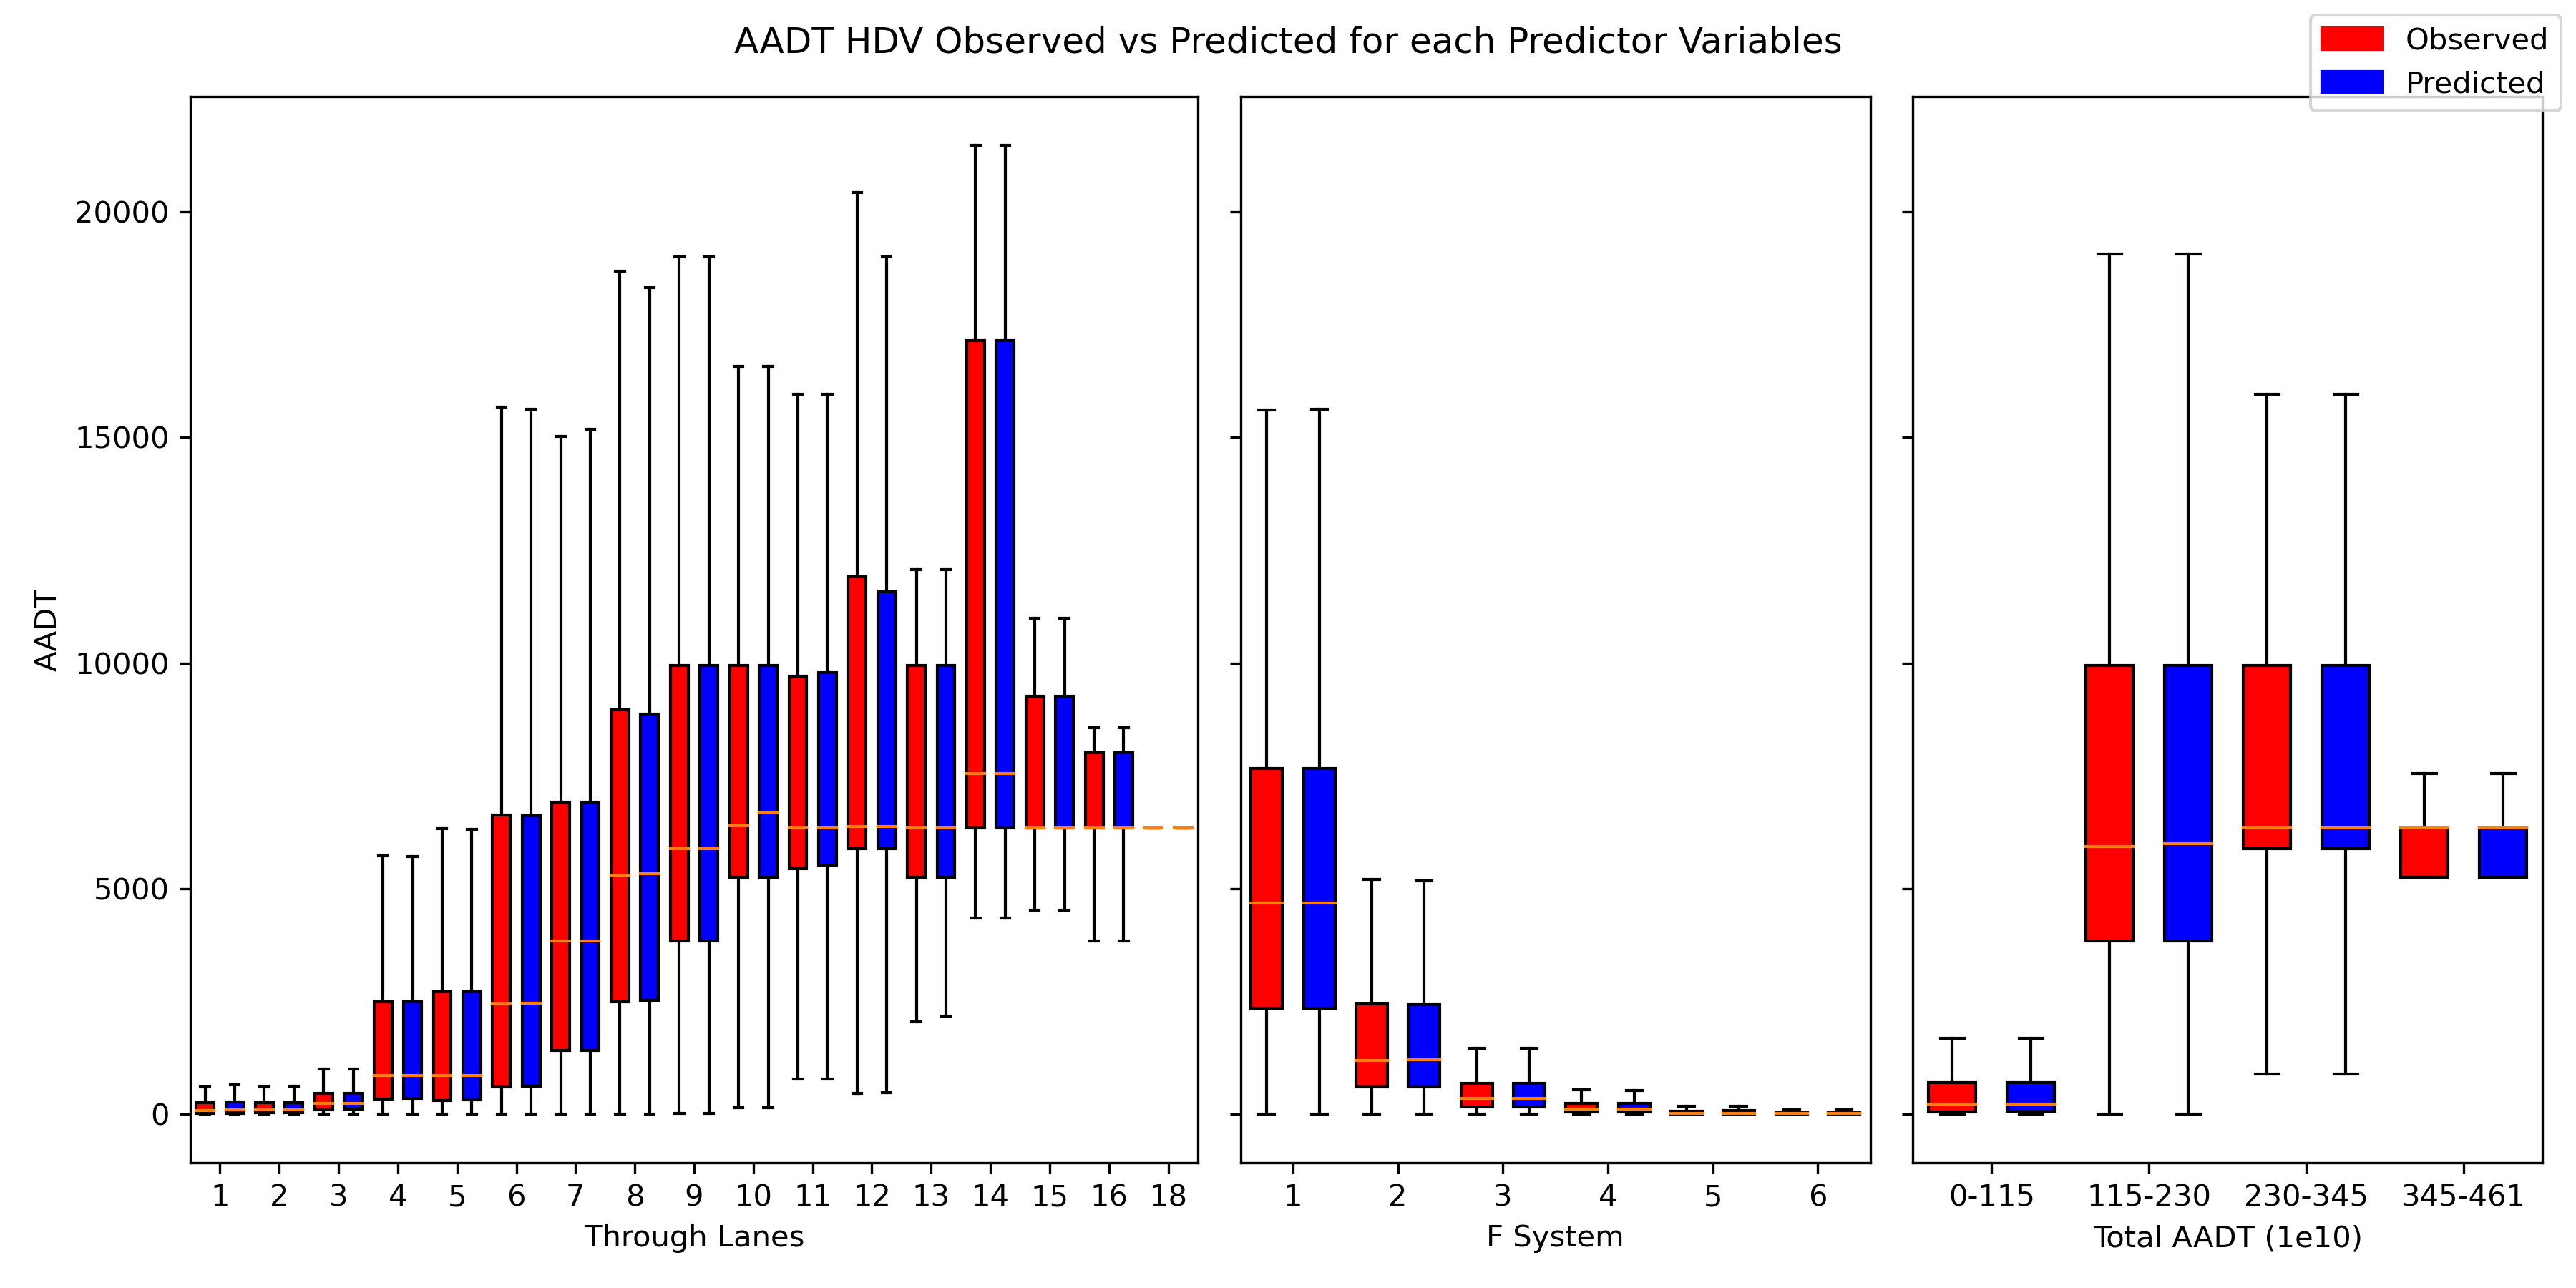 AADT HDV Observed vs Predicted for each Predictor Variables
Observed
Predicted
AADT
20000
15000
10000
5000
0
1 2 3 4 5 6 7 8 9 10 11 12 13 14 15 16 18
Through Lanes
1 2 3 4 5 6
F System
0-115 115-230 230-345 345-461
Total AADT (1e10)